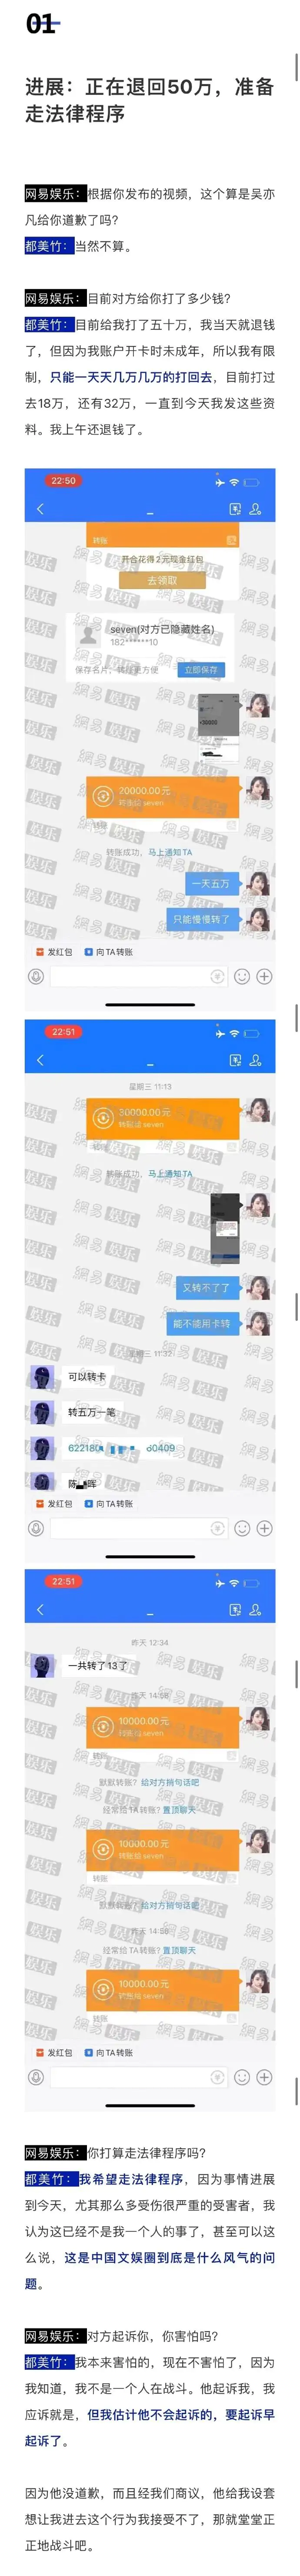 01
进展：正在退回50万，准备
走法律程序
网易娱乐：根据你发布的视频，这个算是吴亦
凡给你道歉了吗?
都美竹：当然不算。
网易娱乐：目前对方给你打了多少钱?
都美竹：目前给我打了五十万，我当天就退钱
了，但因为我账户开卡时未成年，所以我有限
制，只能一天天几万几万的打回去，目前打过
去18万，还有32万，一直到今天我发这些资
料。我上午还退钱了。
22:50
转账
开合花得2元现金红包
去领取
seven(对方已隐藏姓名)
182******10
保存名片，转账更方便
立即保存
20000.00元
转账给 seven
转账
转账成功，马上通知TA
一天五万
只能慢慢转了
发红包 向TA转账
22:51
星期三 11:13
30000.00元
转账给 seven
转账
转账成功，马上通知TA
又转不了了
能不能用卡转
星期三 11:32
可以转卡
转五万一笔
发红包 向TA转账
22:51
昨天 12:34
一共转了13了
昨天 14:58
10000.00元
转账给 seven
转账
默默转账? 给对方捎句话吧
经常给TA转账? 置顶聊天
10000.00元
转账给 seven
转账
默默转账? 给对方捎句话吧
昨天 14:58
经常给TA转账? 置顶聊天
10000.00元
转账给 seven
转账
发红包 向TA转账
网易娱乐：你打算走法律程序吗?
都美竹：我希望走法律程序，因为事情进展
到今天，尤其那么多受伤很严重的受害者，我
认为这已经不是我一个人的事了，甚至可以这
么说，这是中国文娱圈到底是什么风气的问
题。
网易娱乐：对方起诉你，你害怕吗?
都美竹：我本来害怕的，现在不害怕了，因为
我知道，我不是一个人在战斗。他起诉我，我
应诉就是，但我估计他不会起诉的，要起诉早
起诉了。
因为他没道歉，而且经我们商议，他给我设套
想让我进去这个行为我接受不了，那就堂堂正
正地战斗吧。